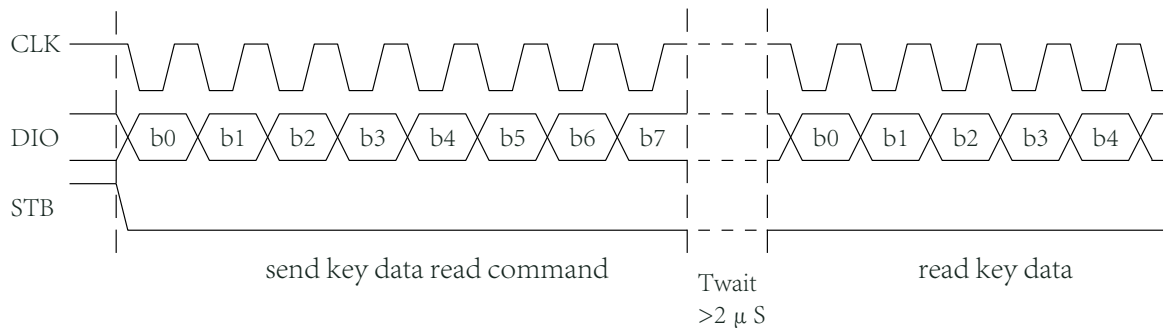 CLK
DIO b0 b1 b2 b3 b4 b5 b6 b7 b0 b1 b2 b3 b4
STB
send key data read command read key data
Twait
>2 μ S